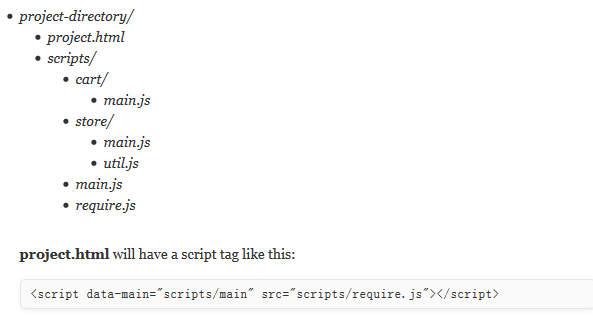 project-directory/
project.html
scripts/
cart/
main.js
store/
main.js
util.js
main.js
require.js
project.html will have a script tag like this:
<script data-main="scripts/main" src="scripts/require.js"></script>